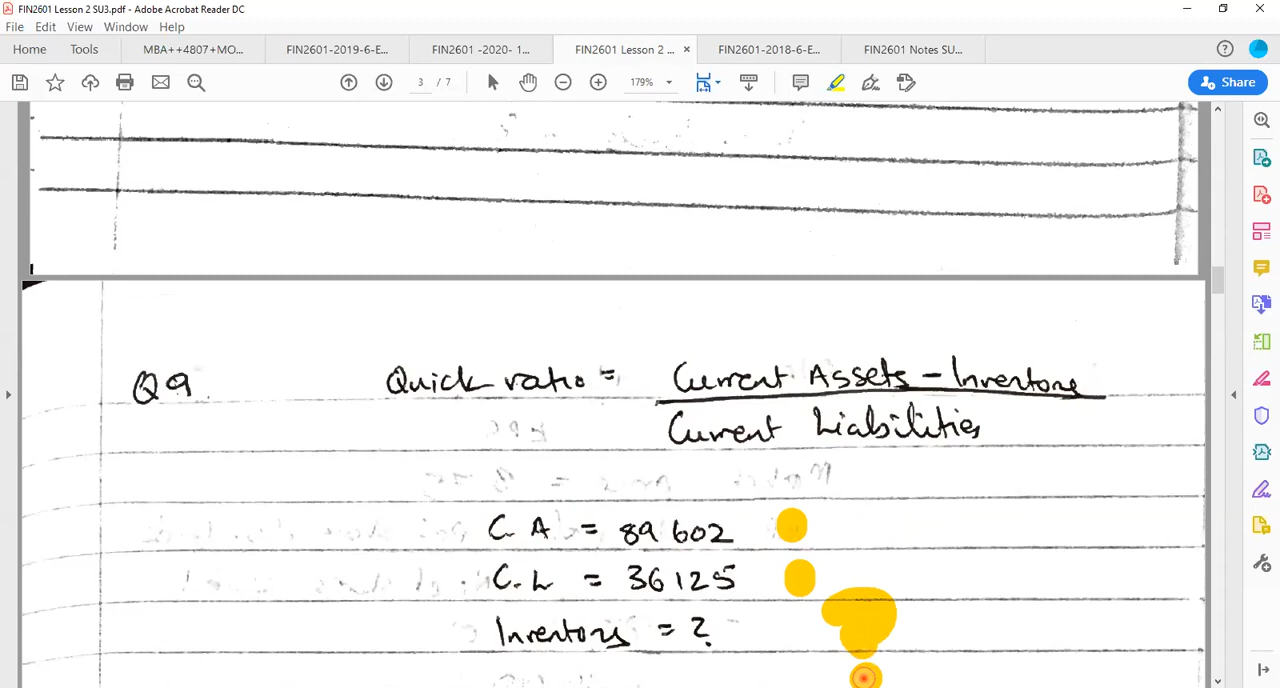 FIN2601 Lesson 2 SU3.pdf - Adobe Acrobat Reader DC
File Edit View Window Help
Home Tools MBA++4807+MO... FIN2601-2019-6-E... FIN2601 -2020- 1... FIN2601 Lesson 2 ... × FIN2601-2018-6-E... FIN2601 Notes SU...
3 / 7 179% Share
Q9 Quick ratio = Current Assets - Inventory
Current Liabilities
C.A = 89 602
C.L = 36 125
Inventory = ?